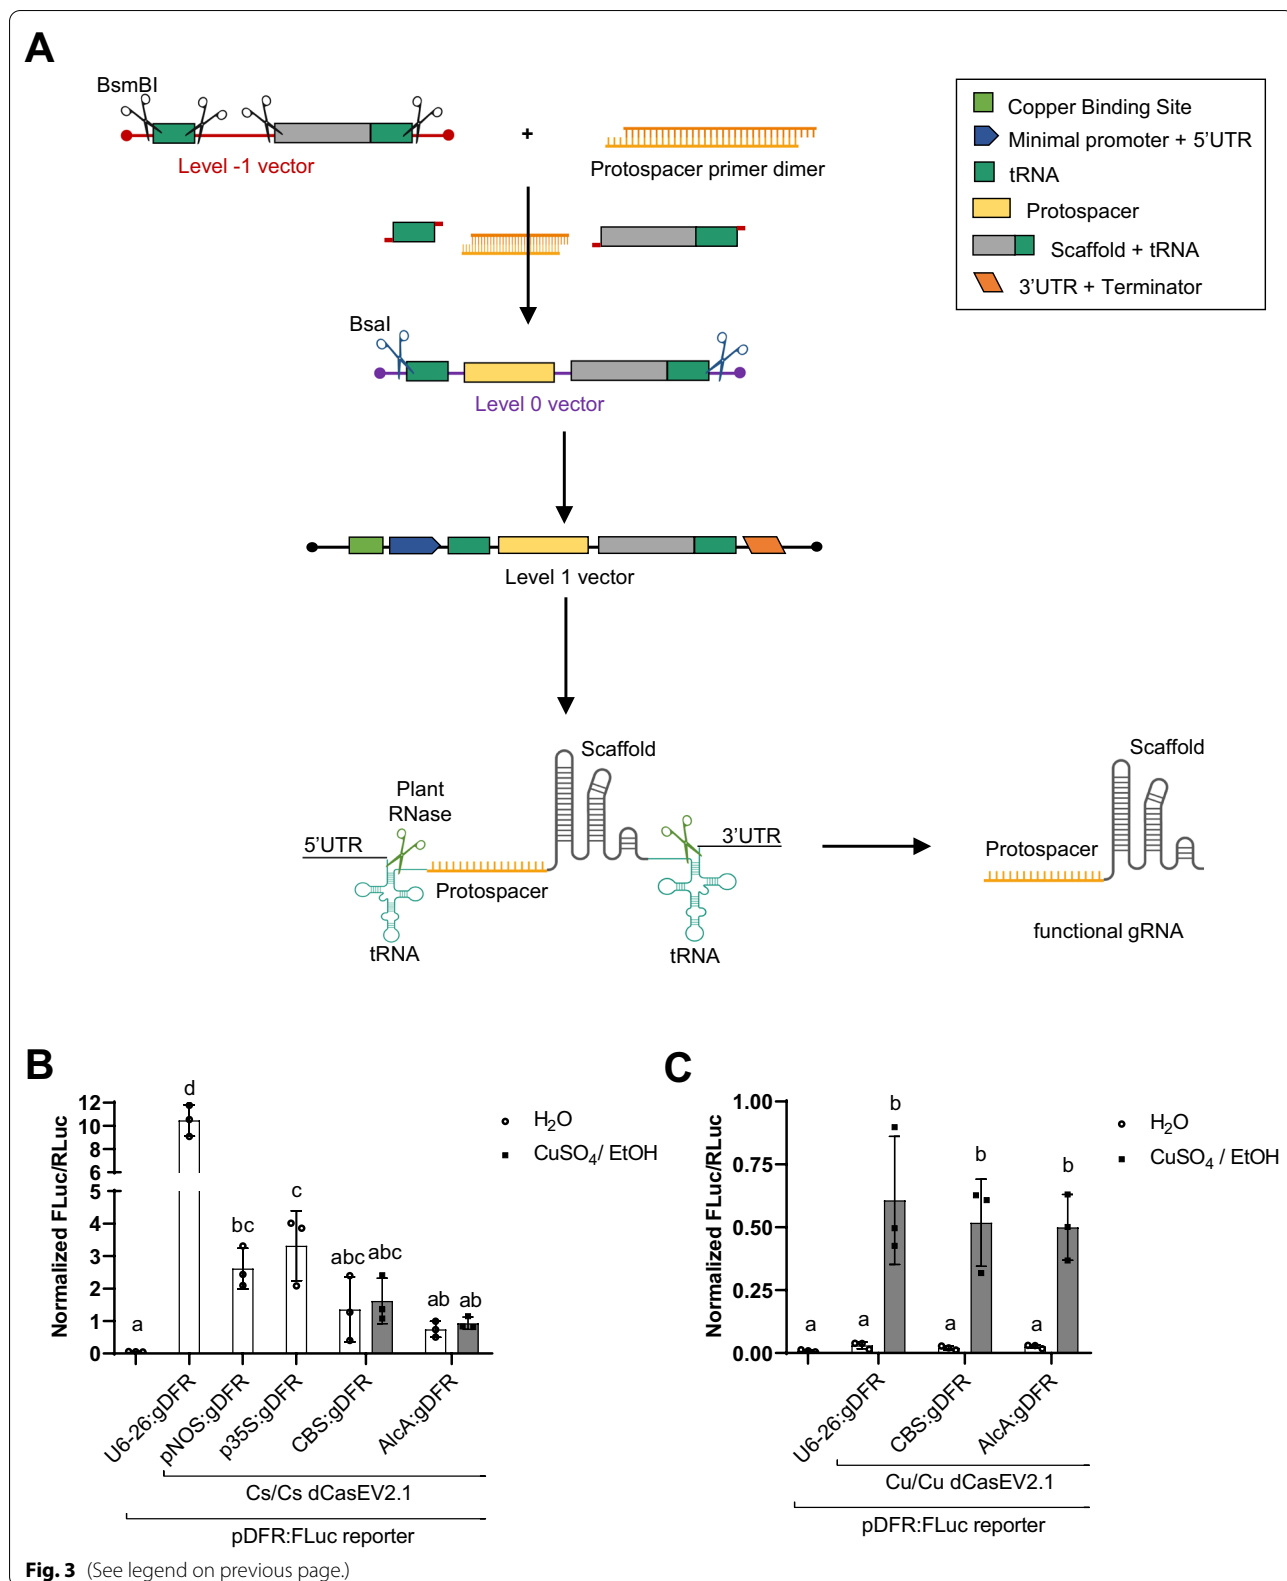 A
BsmBI
Level -1 vector
+
Protospacer primer dimer
Copper Binding Site
Minimal promoter + 5'UTR
tRNA
Protospacer
Scaffold + tRNA
3'UTR + Terminator
BsaI
Level 0 vector
Level 1 vector
Scaffold
Plant
RNase
5'UTR
3'UTR
Protospacer
tRNA
tRNA
Scaffold
Protospacer
functional gRNA
B
Normalized FLuc/RLuc
12
10
8
6
5
4
3
2
1
0
a
d
bc
c
abc
abc
ab
ab
H₂O
CuSO₄/ EtOH
U6-26:gDFR
pNOS:gDFR
p35S:gDFR
CBS:gDFR
AlcA:gDFR
Cs/Cs dCasEV2.1
pDFR:FLuc reporter
C
Normalized FLuc/RLuc
1.00
0.75
0.50
0.25
0.00
a
a
b
a
b
a
b
H₂O
CuSO₄ / EtOH
U6-26:gDFR
CBS:gDFR
AlcA:gDFR
Cu/Cu dCasEV2.1
pDFR:FLuc reporter
Fig. 3 (See legend on previous page.)